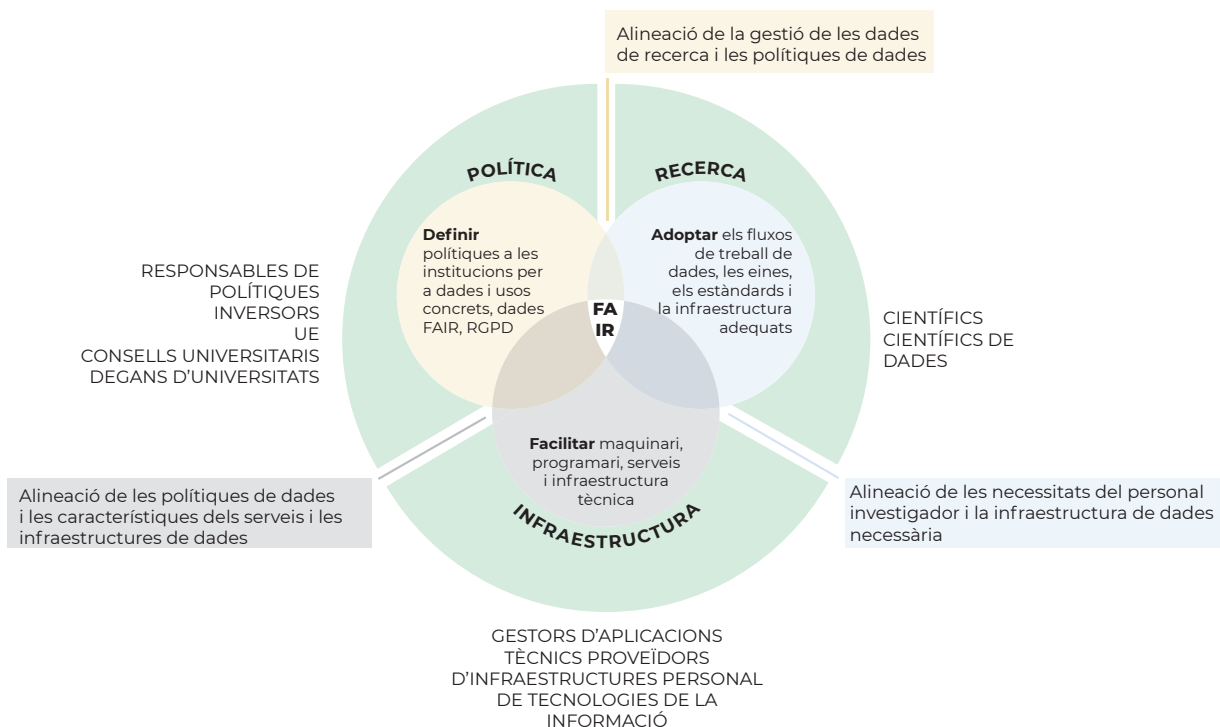 Alineació de la gestió de les dades
de recerca i les polítiques de dades
POLÍTICA
RECERCA
Definir
polítiques a les
institucions per
a dades i usos
concrets, dades
FAIR, RGPD
Adoptar els fluxos
de treball de
dades, les eines,
els estàndards i
la infraestructura
adequats
FA
IR
RESPONSABLES DE
POLÍTIQUES
INVERSORS
UE
CONSELLS UNIVERSITARIS
DEGANS D’UNIVERSITATS
CIENTÍFICS
CIENTÍFICS DE
DADES
Facilitar maquinari,
programari, serveis
i infraestructura
tècnica
INFRAESTRUCTURA
Alineació de les polítiques de dades
i les característiques dels serveis i les
infraestructures de dades
Alineació de les necessitats del personal
investigador i la infraestructura de dades
necessària
GESTORS D’APLICACIONS
TÈCNICS PROVEÏDORS
D’INFRAESTRUCTURES PERSONAL
DE TECNOLOGIES DE LA
INFORMACIÓ